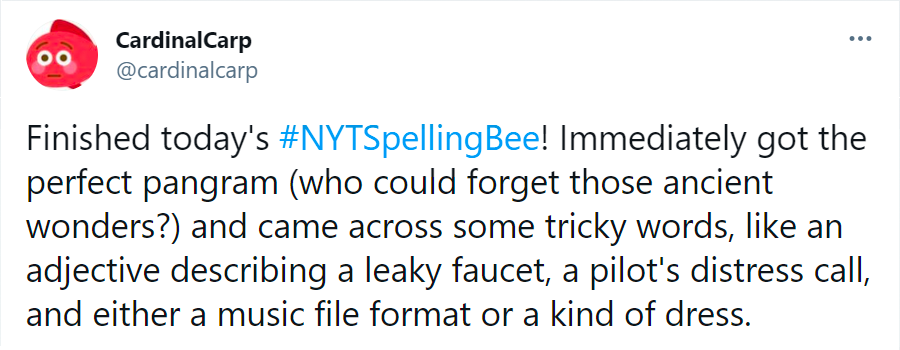 CardinalCarp
@cardinalcarp
Finished today's #NYTSpellingBee! Immediately got the
perfect pangram (who could forget those ancient
wonders?) and came across some tricky words, like an
adjective describing a leaky faucet, a pilot's distress call,
and either a music file format or a kind of dress.